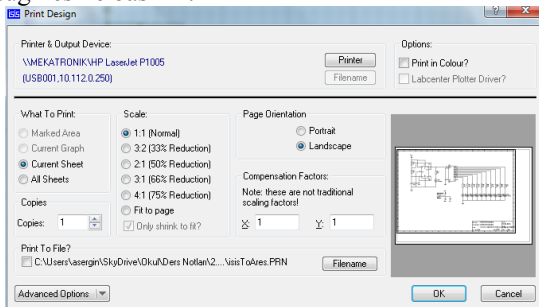 Print Design
Printer & Output Device:
\\MEKATRONIK\HP LaserJet P1005
(USB001,10.112.0.250)
Printer
Filename
Options:
Print in Colour?
Labcenter Plotter Driver?
What To Print:
Marked Area
Current Graph
Current Sheet
All Sheets
Copies
Copies: 1
Scale:
1:1 (Normal)
3:2 (33% Reduction)
2:1 (50% Reduction)
3:1 (66% Reduction)
4:1 (75% Reduction)
Fit to page
Only shrink to fit?
Page Orientation
Portrait
Landscape
Compensation Factors:
Note: these are not traditional
scaling factors!
X: 1 Y: 1
Print To File?
C:\Users\asergin\SkyDrive\Okul\Ders Notları\2....\isisToAres.PRN
Filename
Advanced Options
OK
Cancel